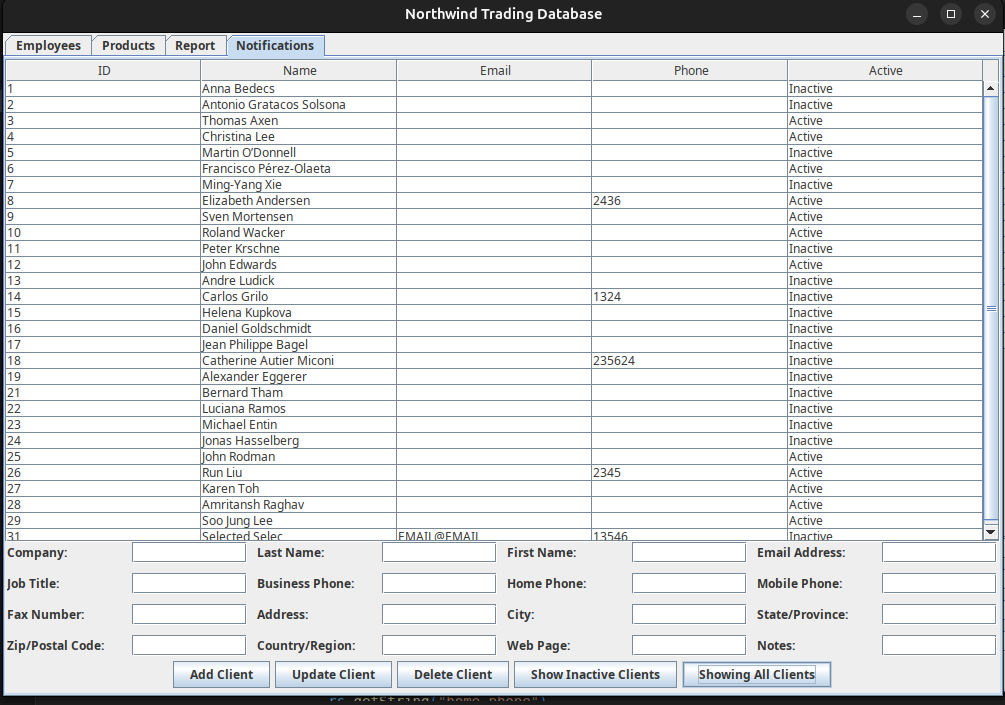 Northwind Trading Database
Employees Products Report Notifications
ID Name Email Phone Active
1 Anna Bedecs Inactive
2 Antonio Gratacos Solsona Inactive
3 Thomas Axen Active
4 Christina Lee Active
5 Martin O'Donnell Inactive
6 Francisco Pérez-Olaeta Active
7 Ming-Yang Xie Inactive
8 Elizabeth Andersen 2436 Active
9 Sven Mortensen Active
10 Roland Wacker Active
11 Peter Krschne Inactive
12 John Edwards Active
13 Andre Ludick Inactive
14 Carlos Grilo 1324 Inactive
15 Helena Kupkova Inactive
16 Daniel Goldschmidt Inactive
17 Jean Philippe Bagel Inactive
18 Catherine Autier Miconi 235624 Inactive
19 Alexander Eggerer Inactive
21 Bernard Tham Inactive
22 Luciana Ramos Inactive
23 Michael Entin Inactive
24 Jonas Hasselberg Inactive
25 John Rodman Active
26 Run Liu 2345 Active
27 Karen Toh Active
28 Amritansh Raghav Active
29 Soo Jung Lee Active
31 Selected Selec EMAIL@EMAIL 13546 Inactive
Company: Last Name: First Name: Email Address:
Job Title: Business Phone: Home Phone: Mobile Phone:
Fax Number: Address: City: State/Province:
Zip/Postal Code: Country/Region: Web Page: Notes:
Add Client Update Client Delete Client Show Inactive Clients Showing All Clients
rs.getString("home_phone")